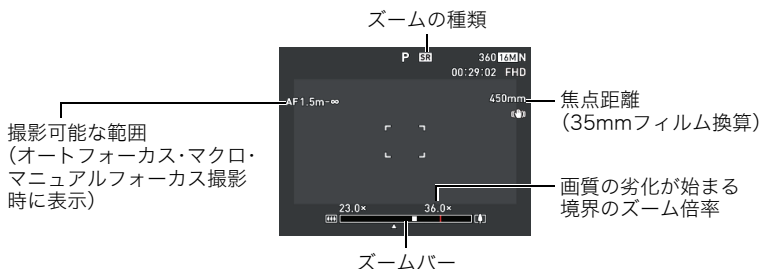 ズームの種類
P SR 360 16M N
00:29:02 FHD
AF1.5m-∞
450mm
焦点距離
（35mmフィルム換算）
撮影可能な範囲
（オートフォーカス・マクロ・
マニュアルフォーカス撮影
時に表示）
画質の劣化が始まる
境界のズーム倍率
23.0× 36.0×
ズームバー